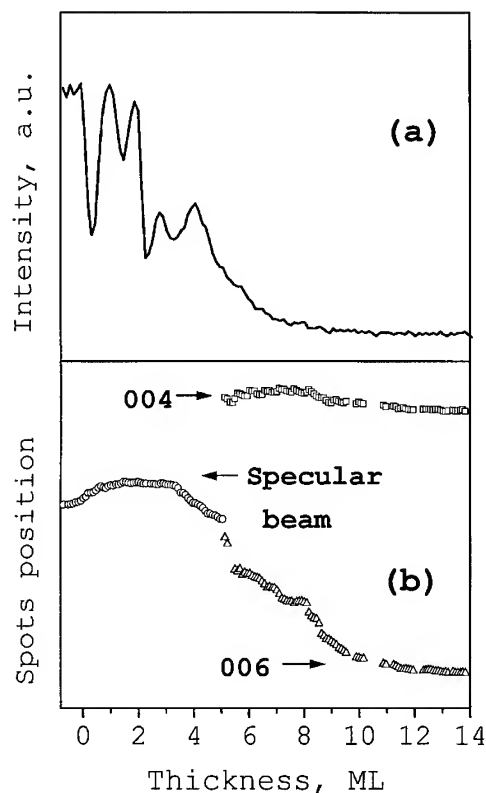 Intensity, a.u.
(a)
Spots position
004
Specular
beam
(b)
006
0 2 4 6 8 10 12 14
Thickness, ML